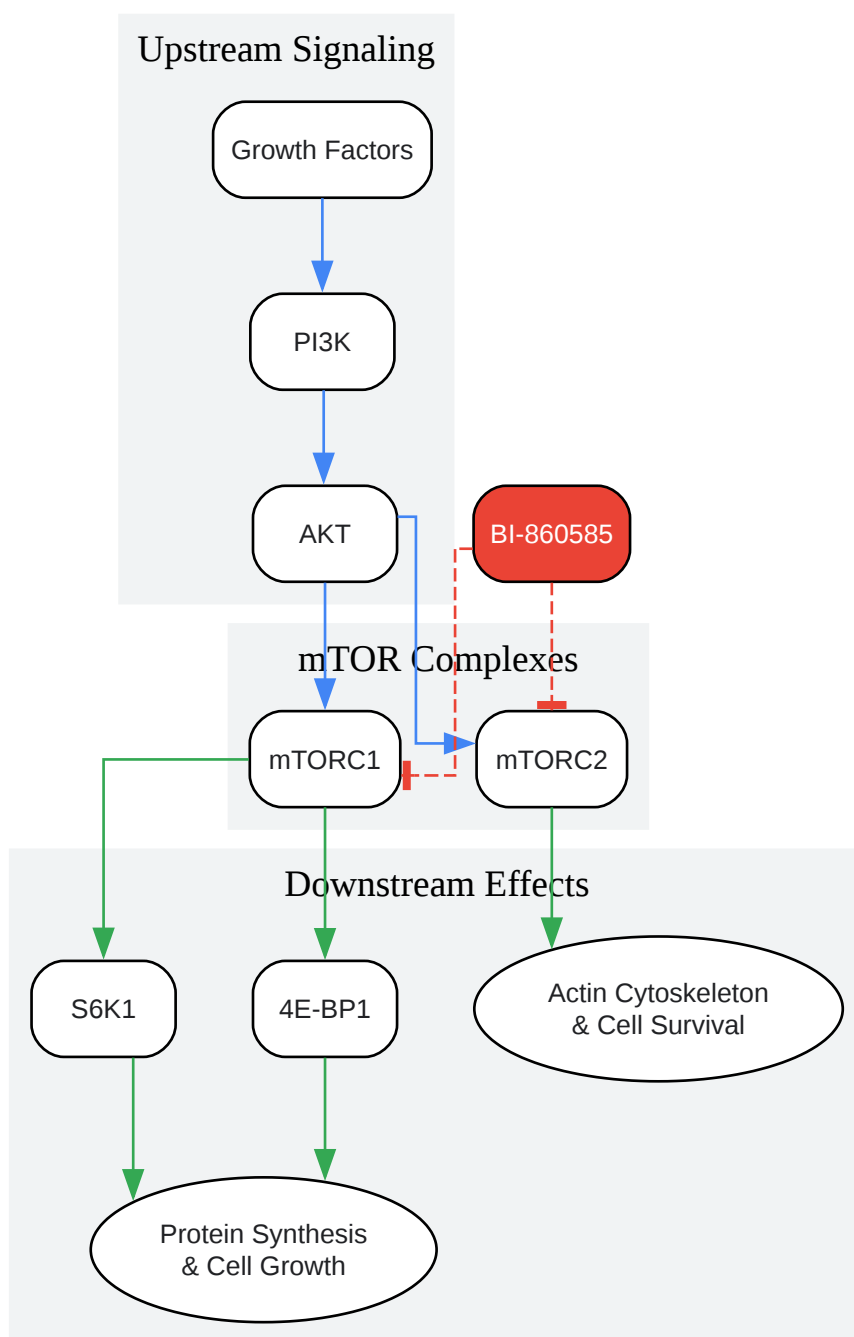 Upstream Signaling
Growth Factors
PI3K
AKT
BI-860585
mTOR Complexes
mTORC1
mTORC2
Downstream Effects
S6K1
4E-BP1
Actin Cytoskeleton
& Cell Survival
Protein Synthesis
& Cell Growth